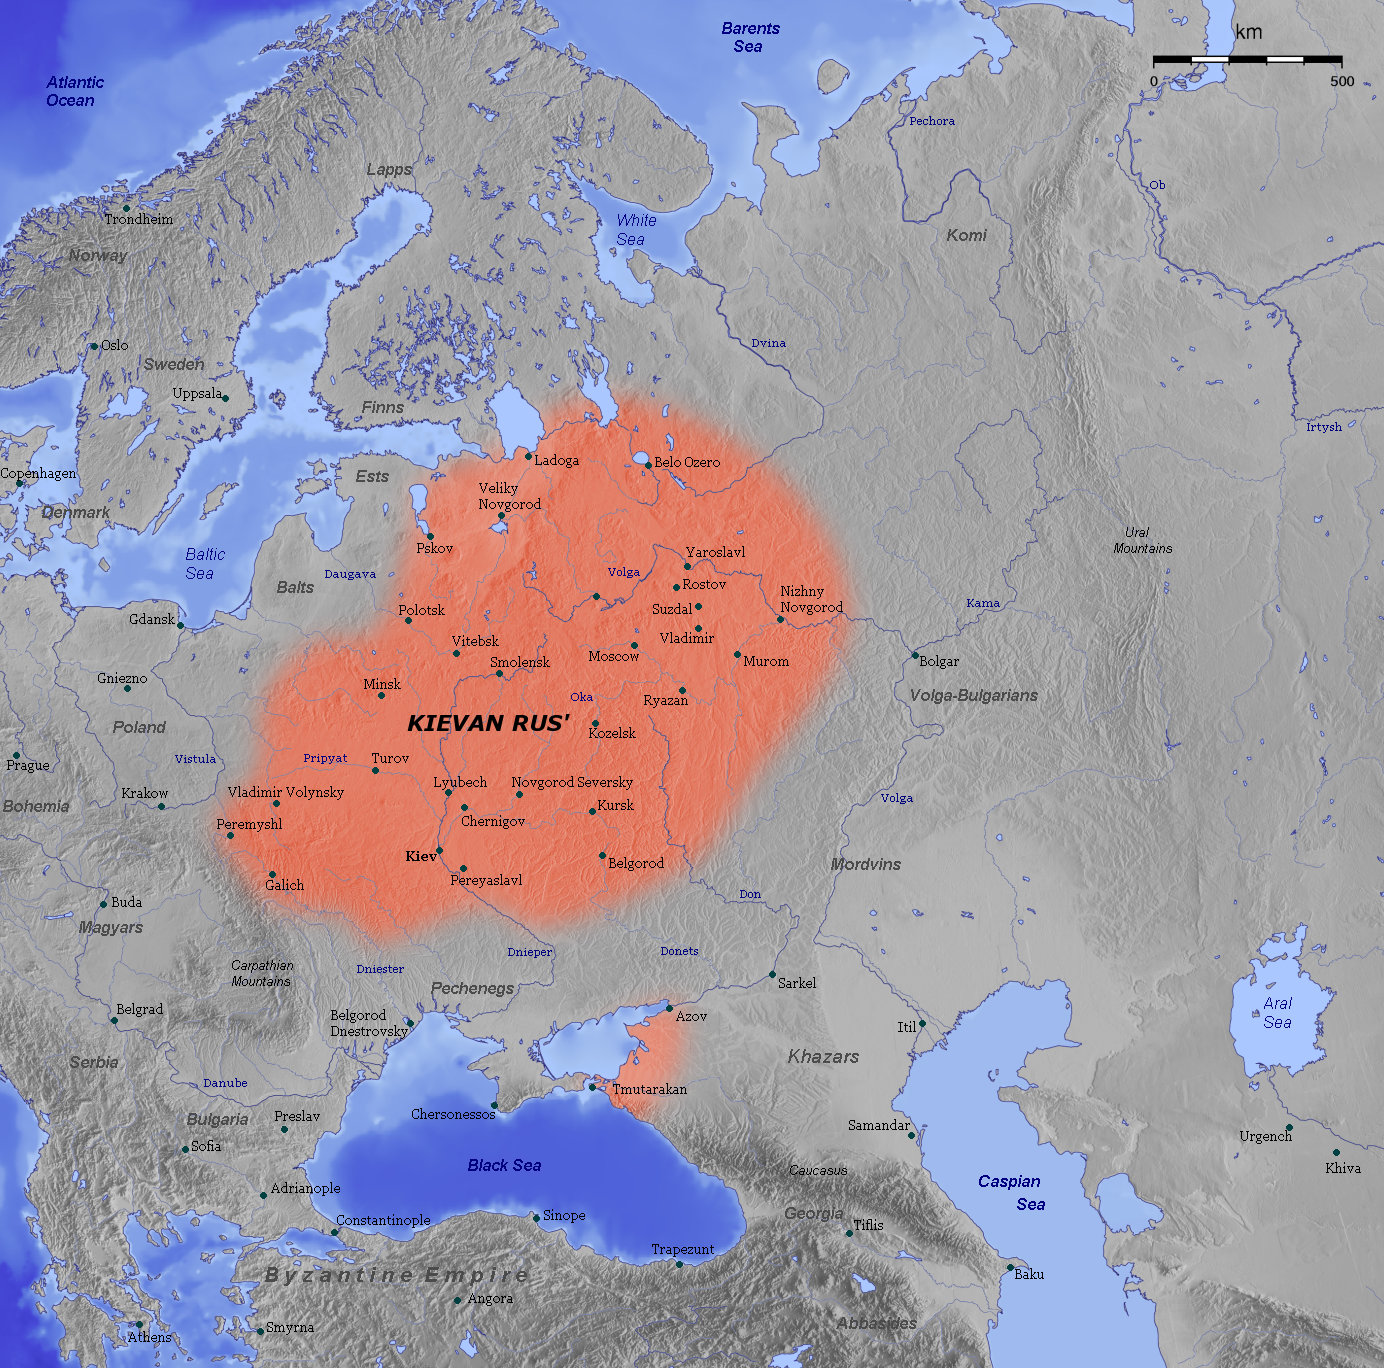 km
0
500
Barents
Sea
Atlantic
Ocean
Pechora
Lapps
Ob
Trondheim
White
Sea
Komi
Norway
Dvina
Oslo
Sweden
Uppsala
Finns
Irtysh
Ladoga
Belo Ozero
Copenhagen
Ests
Veliky
Novgorod
Denmark
Ural
Mountains
Pskov
Baltic
Sea
Yaroslavl
Daugava
Volga
Balts
Rostov
Nizhny
Novgorod
Kama
Polotsk
Suzdal
Gdansk
Vitebsk
Vladimir
Smolensk
Moscow
Murom
Bolgar
Gniezno
Minsk
Oka
Ryazan
Volga-Bulgarians
KIEVAN RUS'
Poland
Kozelsk
Vistula
Pripyat
Turov
Prague
Lyubech
Novgorod Seversky
Krakow
Vladimir Volynsky
Volga
Bohemia
Kursk
Peremyshl
Chernigov
Kiev
Belgorod
Mordvins
Galich
Pereyaslavl
Don
Buda
Magyars
Dnieper
Donets
Carpathian
Mountains
Dniester
Sarkel
Pechenegs
Aral
Sea
Belgrad
Belgorod
Dnestrovsky
Azov
Itil
Serbia
Khazars
Danube
Tmutarakan
Preslav
Chersonessos
Bulgaria
Samandar
Sofia
Urgench
Black Sea
Caucasus
Khiva
Adrianople
Caspian
Sea
Constantinople
Sinope
Georgia
Tiflis
Trapezunt
Byzantine Empire
Baku
Angora
Smyrna
Abbasides
Athens